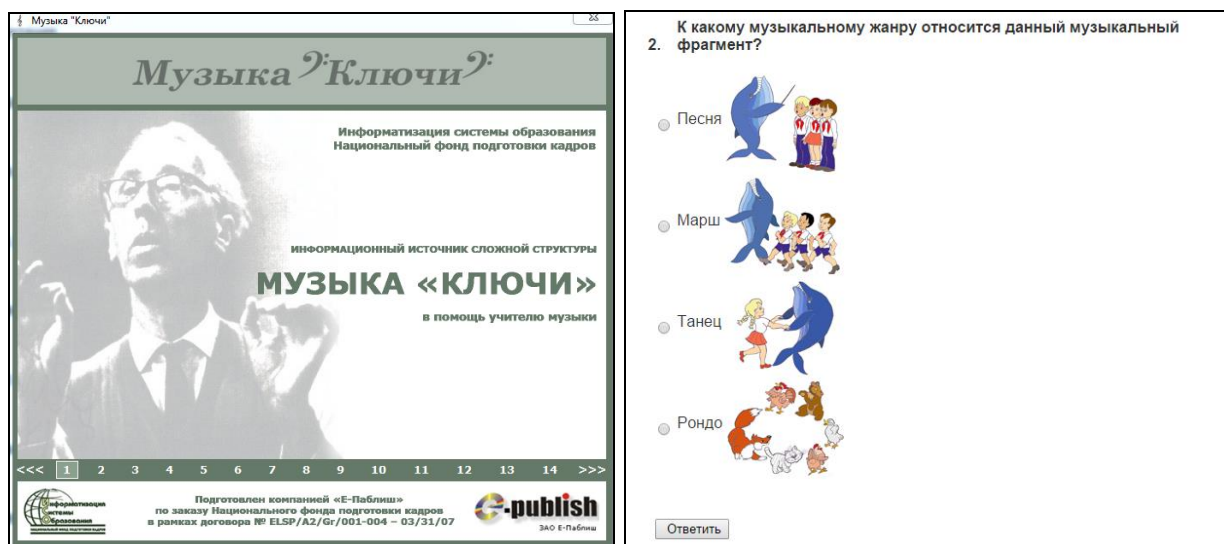 Музыка "Ключи"
Музыка Ключи
Информатизация системы образования
Национальный фонд подготовки кадров
ИНФОРМАЦИОННЫЙ ИСТОЧНИК СЛОЖНОЙ СТРУКТУРЫ
МУЗЫКА «КЛЮЧИ»
в помощь учителю музыки
<<< 1 2 3 4 5 6 7 8 9 10 11 12 13 14 >>>
Информатизация
Системы
Образования
Подготовлен компанией «Е-Паблиш»
по заказу Национального фонда подготовки кадров
в рамках договора № ELSP/A2/Gr/001-004 – 03/31/07
e-publish
ЗАО Е-Паблиш
К какому музыкальному жанру относится данный музыкальный
2. фрагмент?
Песня
Марш
Танец
Рондо
Ответить